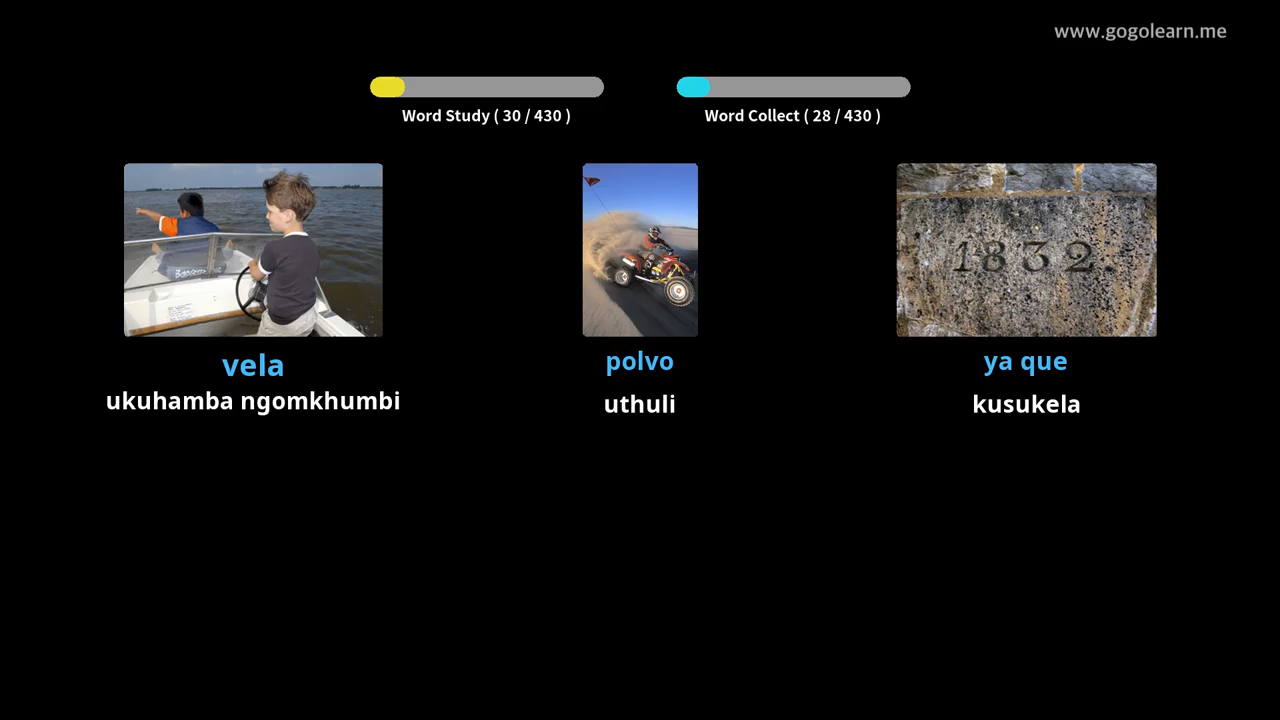 www.gogolearn.me
Word Study ( 30 / 430 )
Word Collect ( 28 / 430 )
1832
vela
polvo
ya que
ukuhamba ngomkhumbi
uthuli
kusukela